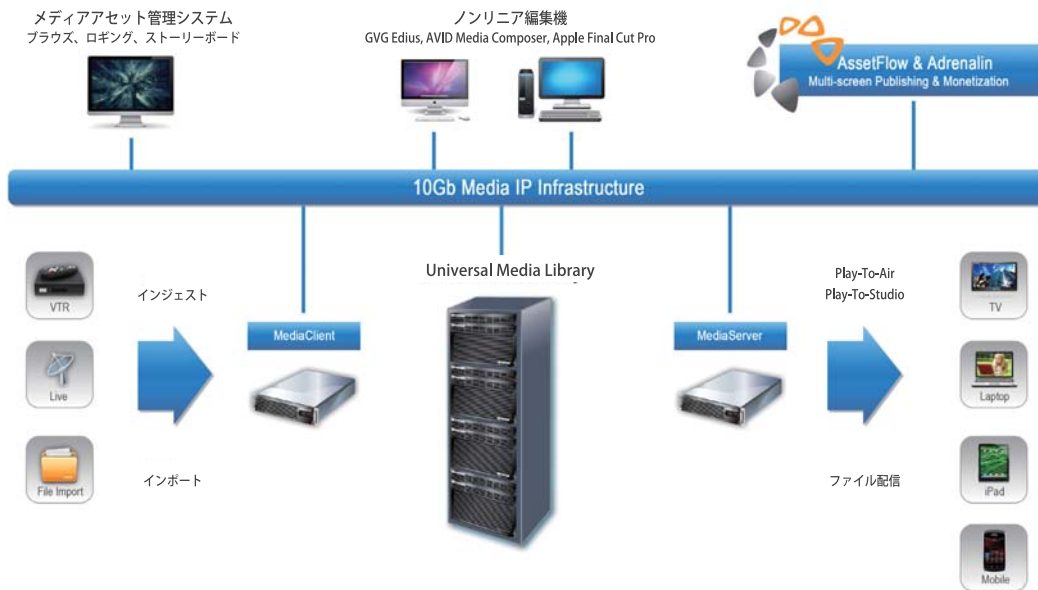 メディアアセット管理システム
ブラウズ、ロギング、ストーリーボード
ノンリニア編集機
GVG Edius, AVID Media Composer, Apple Final Cut Pro
AssetFlow & Adrenalin
Multi-screen Publishing & Monetization
10Gb Media IP Infrastructure
VTR
Live
File Import
インジェスト
インポート
MediaClient
Universal Media Library
MediaServer
Play-To-Air
Play-To-Studio
ファイル配信
TV
Laptop
iPad
Mobile